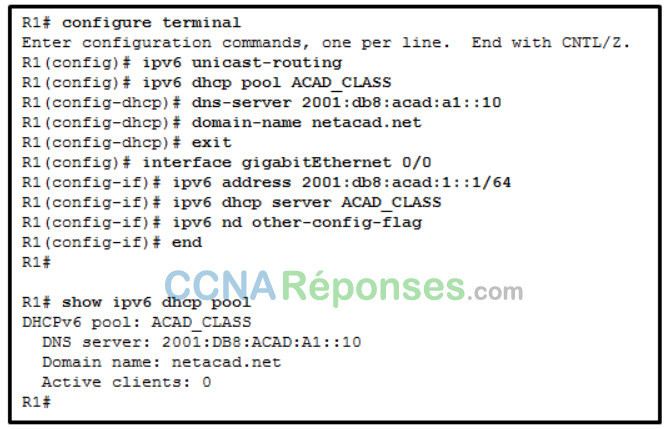 R1# configure terminal
Enter configuration commands, one per line.  End with CNTL/Z.
R1(config)# ipv6 unicast-routing
R1(config)# ipv6 dhcp pool ACAD_CLASS
R1(config-dhcp)# dns-server 2001:db8:acad:a1::10
R1(config-dhcp)# domain-name netacad.net
R1(config-dhcp)# exit
R1(config)# interface gigabitEthernet 0/0
R1(config-if)# ipv6 address 2001:db8:acad:1::1/64
R1(config-if)# ipv6 dhcp server ACAD_CLASS
R1(config-if)# ipv6 nd other-config-flag
R1(config-if)# end
R1#
CCNARéponses.com
R1# show ipv6 dhcp pool
DHCPv6 pool: ACAD_CLASS
  DNS server: 2001:DB8:ACAD:A1::10
  Domain name: netacad.net
  Active clients: 0
R1#